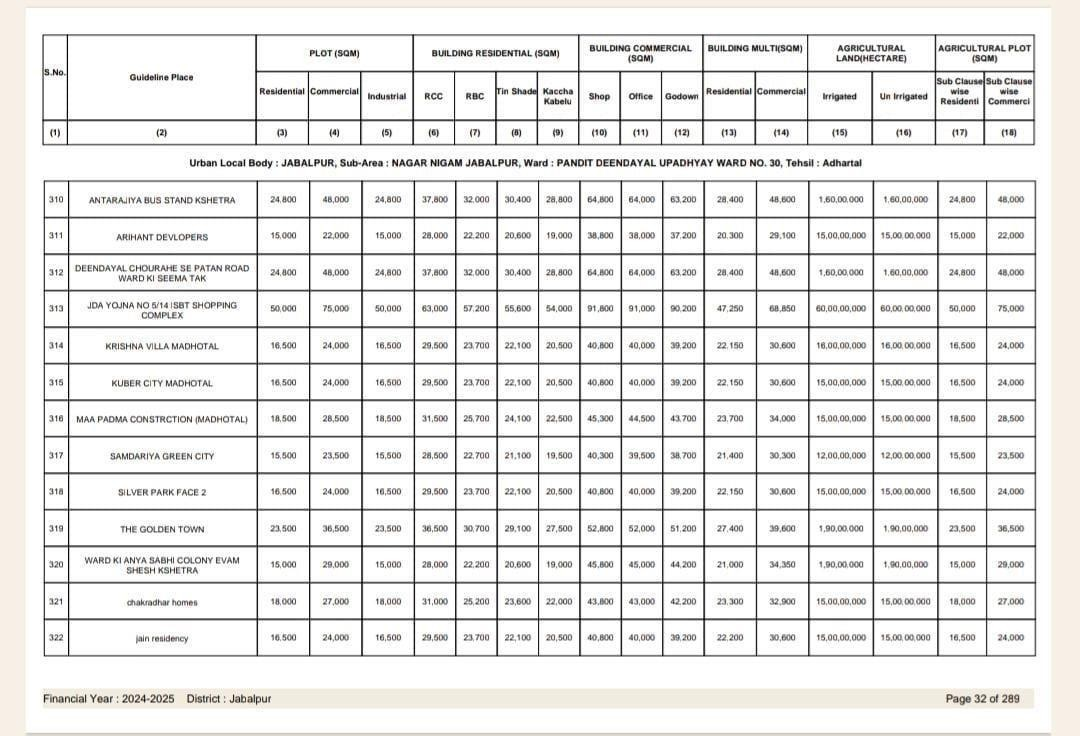 S.No. Guideline Place PLOT (SQM) BUILDING RESIDENTIAL (SQM) BUILDING COMMERCIAL (SQM) BUILDING MULTI(SQM) AGRICULTURAL LAND(HECTARE) AGRICULTURAL PLOT (SQM)
Residential Commercial Industrial RCC RBC Tin Shade Kaccha Kabelu Shop Office Godown Residential Commercial Irrigated Un Irrigated Sub Clause wise Residenti Sub Clause wise Commerci
(1) (2) (3) (4) (5) (6) (7) (8) (9) (10) (11) (12) (13) (14) (15) (16) (17) (18)
Urban Local Body : JABALPUR, Sub-Area : NAGAR NIGAM JABALPUR, Ward : PANDIT DEENDAYAL UPADHYAY WARD NO. 30, Tehsil : Adhartal
310 ANTARAJIYA BUS STAND KSHETRA 24,800 48,000 24,800 37,800 32,000 30,400 28,800 64,800 64,000 63,200 28,400 48,600 1,60,00,000 1,60,00,000 24,800 48,000
311 ARIHANT DEVLOPERS 15,000 22,000 15,000 28,000 22,200 20,600 19,000 38,800 38,000 37,200 20,300 29,100 15,00,00,000 15,00,00,000 15,000 22,000
312 DEENDAYAL CHOURAHE SE PATAN ROAD WARD KI SEEMA TAK 24,800 48,000 24,800 37,800 32,000 30,400 28,800 64,800 64,000 63,200 28,400 48,600 1,60,00,000 1,60,00,000 24,800 48,000
313 JDA YOJNA NO 5/14 ISBT SHOPPING COMPLEX 50,000 75,000 50,000 63,000 57,200 55,600 54,000 91,800 91,000 90,200 47,250 68,850 60,00,00,000 60,00,00,000 50,000 75,000
314 KRISHNA VILLA MADHOTAL 16,500 24,000 16,500 29,500 23,700 22,100 20,500 40,800 40,000 39,200 22,150 30,600 16,00,00,000 16,00,00,000 16,500 24,000
315 KUBER CITY MADHOTAL 16,500 24,000 16,500 29,500 23,700 22,100 20,500 40,800 40,000 39,200 22,150 30,600 15,00,00,000 15,00,00,000 16,500 24,000
316 MAA PADMA CONSTRCTION (MADHOTAL) 18,500 28,500 18,500 31,500 25,700 24,100 22,500 45,300 44,500 43,700 23,700 34,000 15,00,00,000 15,00,00,000 18,500 28,500
317 SAMDARIYA GREEN CITY 15,500 23,500 15,500 28,500 22,700 21,100 19,500 40,300 39,500 38,700 21,400 30,300 12,00,00,000 12,00,00,000 15,500 23,500
318 SILVER PARK FACE 2 16,500 24,000 16,500 29,500 23,700 22,100 20,500 40,800 40,000 39,200 22,150 30,600 15,00,00,000 15,00,00,000 16,500 24,000
319 THE GOLDEN TOWN 23,500 36,500 23,500 36,500 30,700 29,100 27,500 52,800 52,000 51,200 27,400 39,600 1,90,00,000 1,90,00,000 23,500 36,500
320 WARD KI ANYA SABHI COLONY EVAM SHESH KSHETRA 15,000 29,000 15,000 28,000 22,200 20,600 19,000 45,800 45,000 44,200 21,000 34,350 1,90,00,000 1,90,00,000 15,000 29,000
321 chakradhar homes 18,000 27,000 18,000 31,000 25,200 23,600 22,000 43,800 43,000 42,200 23,300 32,900 15,00,00,000 15,00,00,000 18,000 27,000
322 jain residency 16,500 24,000 16,500 29,500 23,700 22,100 20,500 40,800 40,000 39,200 22,200 30,600 15,00,00,000 15,00,00,000 16,500 24,000
Financial Year : 2024-2025 District : Jabalpur Page 32 of 289